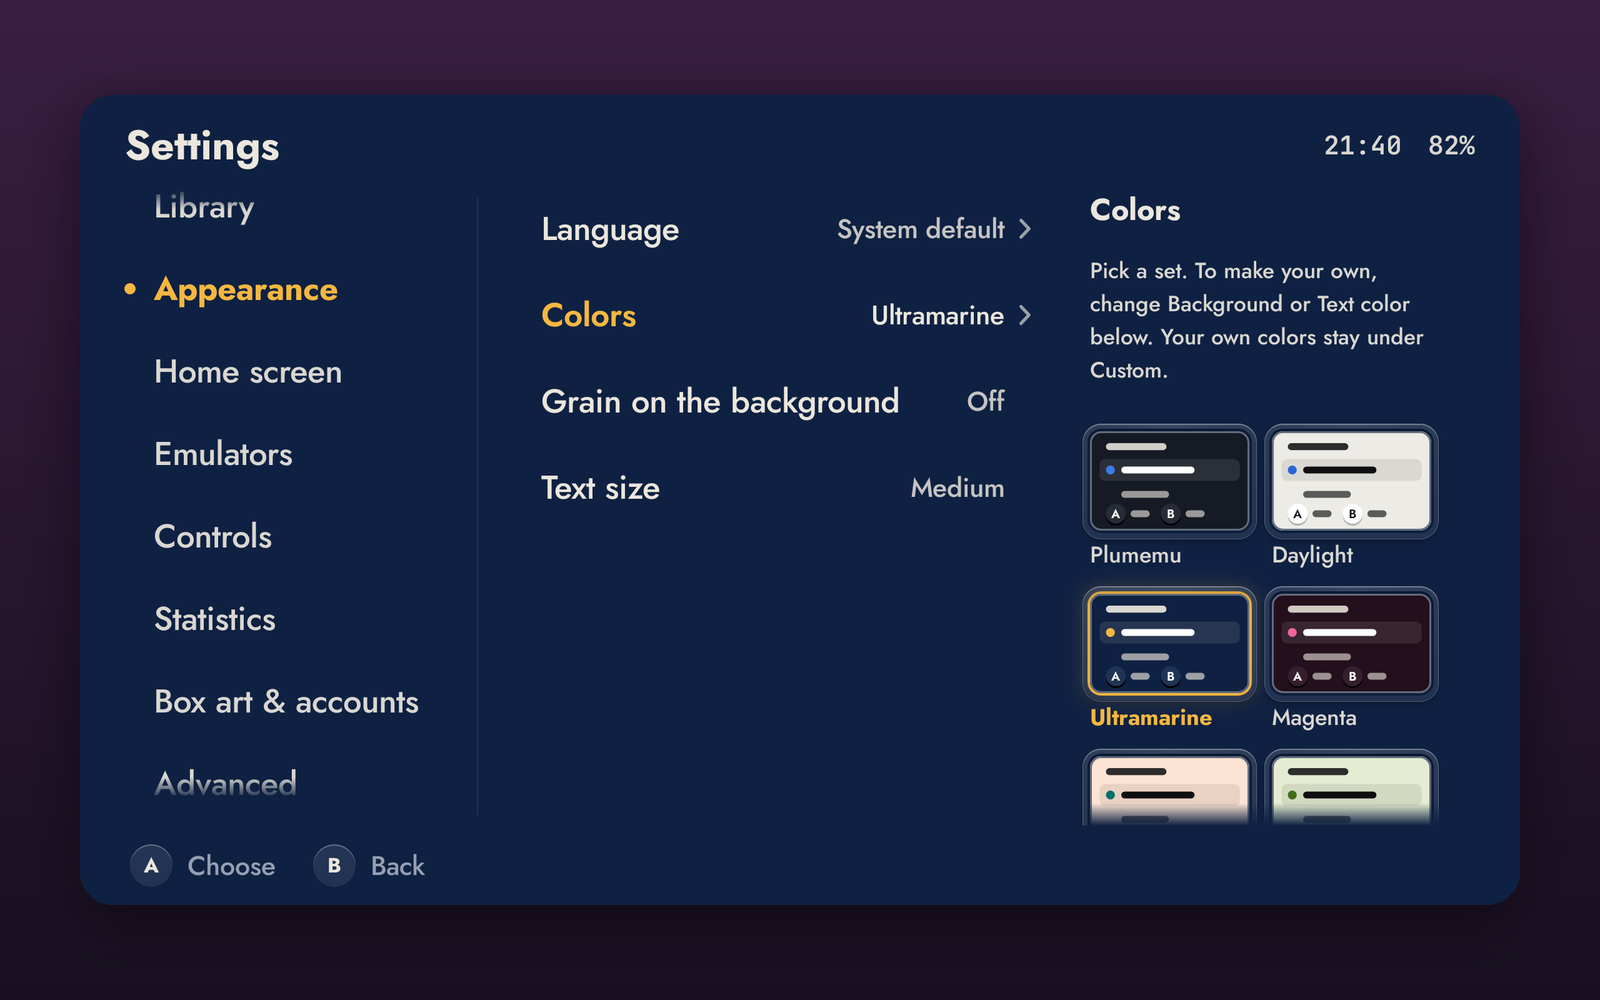 Settings
21:40 82%
Library
Appearance
Home screen
Emulators
Controls
Statistics
Box art & accounts
Advanced
Language System default
Colors Ultramarine
Grain on the background Off
Text size Medium
Colors
Pick a set. To make your own,
change Background or Text color
below. Your own colors stay under
Custom.
A B
A B
Plumemu
Daylight
A B
A B
Ultramarine
Magenta
A Choose B Back